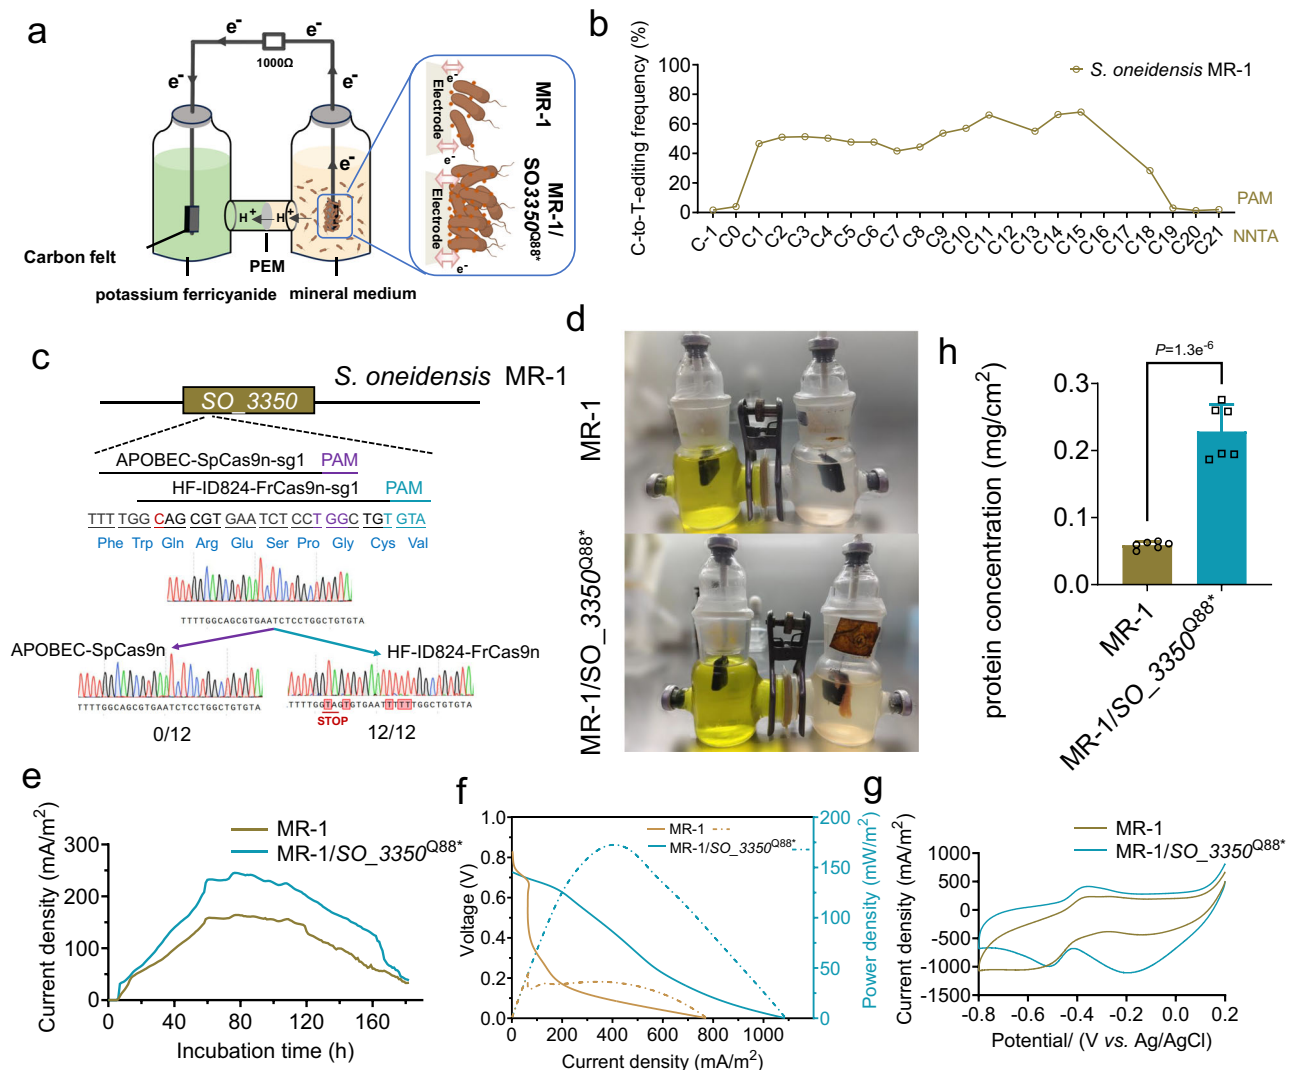 a
e-
e-
1000Ω
e-
e-
e-
H+
H+
Carbon felt
PEM
potassium ferricyanide
mineral medium
e-
Electrode
MR-1
e-
Electrode
MR-1/
SO3350Q88*
e-
b
C-to-T-editing frequency (%)
100
80
60
40
20
0
S. oneidensis MR-1
C-1 C0 C1 C2 C3 C4 C5 C6 C7 C8 C9 C10 C11 C12 C13 C14 C15 C16 C17 C18 C19 C20 C21
PAM
NNTA
c
S. oneidensis MR-1
SO_3350
APOBEC-SpCas9n-sg1 PAM
HF-ID824-FrCas9n-sg1 PAM
TTT TGG CAG CGT GAA TCT CCT GGC TGT GTA
Phe Trp Gln Arg Glu Ser Pro Gly Cys Val
TTTTGGCAGCGTGAATCTCCTGGCTGTGTA
APOBEC-SpCas9n
HF-ID824-FrCas9n
TTTTGGCAGCGTGAATCTCCTGGCTGTGTA
TTTTGGTAGTGTGAATTTTTTGGCTGTGTA
STOP
0/12
12/12
d
MR-1
MR-1/SO_3350Q88*
h
protein concentration (mg/cm2)
P=1.3e-6
0.3
0.2
0.1
0.0
MR-1
MR-1/SO_3350Q88*
e
Current density (mA/m2)
MR-1
MR-1/SO_3350Q88*
300
200
100
0
0 40 80 120 160
Incubation time (h)
f
Voltage (V)
1.0
0.8
0.6
0.4
0.2
0.0
MR-1
MR-1/SO_3350Q88*
0 200 400 600 800 1000
Current density (mA/m2)
200
150
100
50
0
Power density (mW/m2)
g
Current density (mA/m2)
MR-1
MR-1/SO_3350Q88*
1000
500
0
-500
-1000
-1500
-0.8 -0.6 -0.4 -0.2 0.0 0.2
Potential/ (V vs. Ag/AgCl)